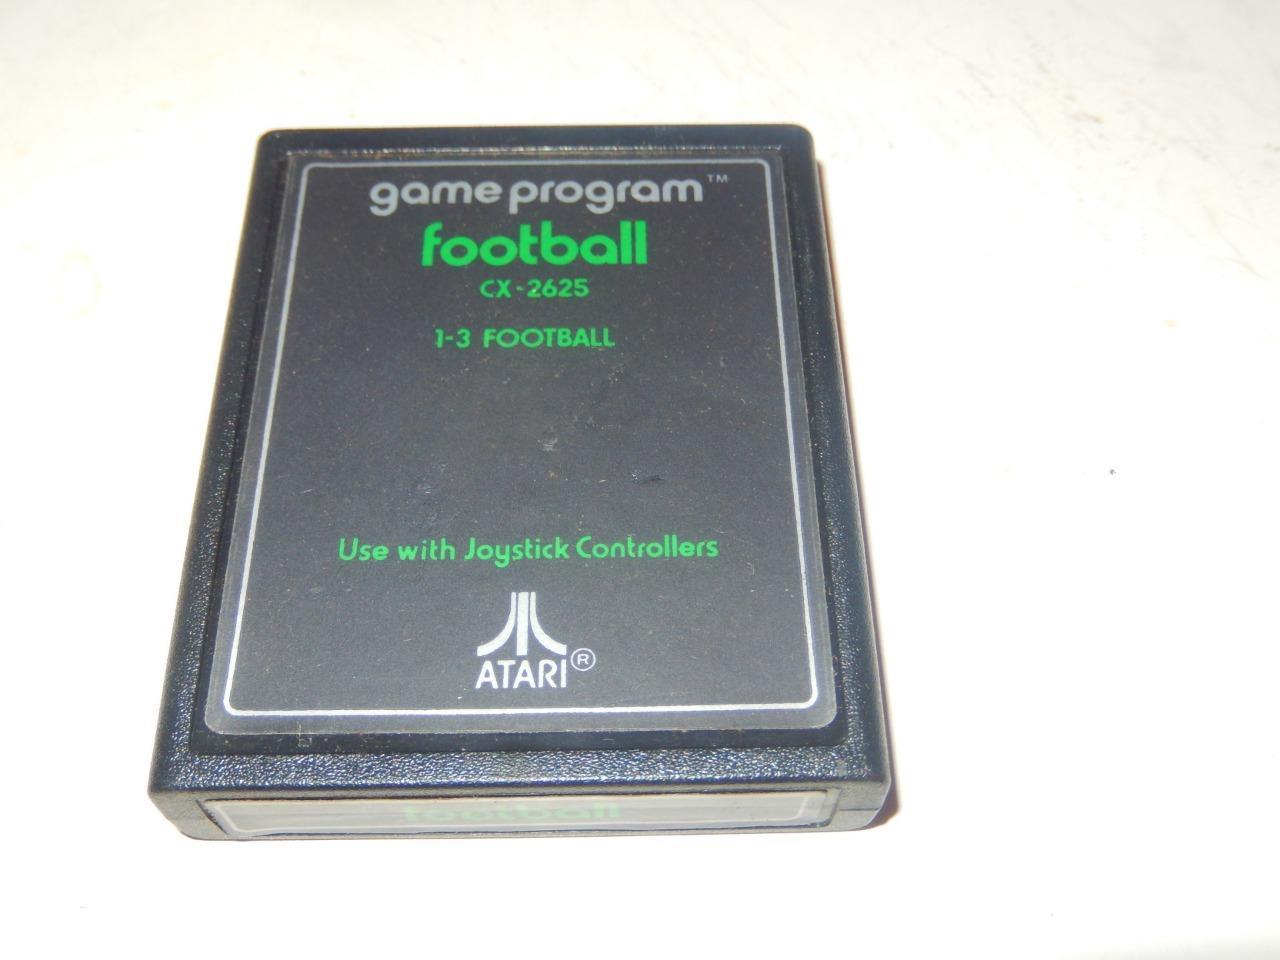 game program™
football
CX-2625
1-3 FOOTBALL
Use with Joystick Controllers
ATARI®
football